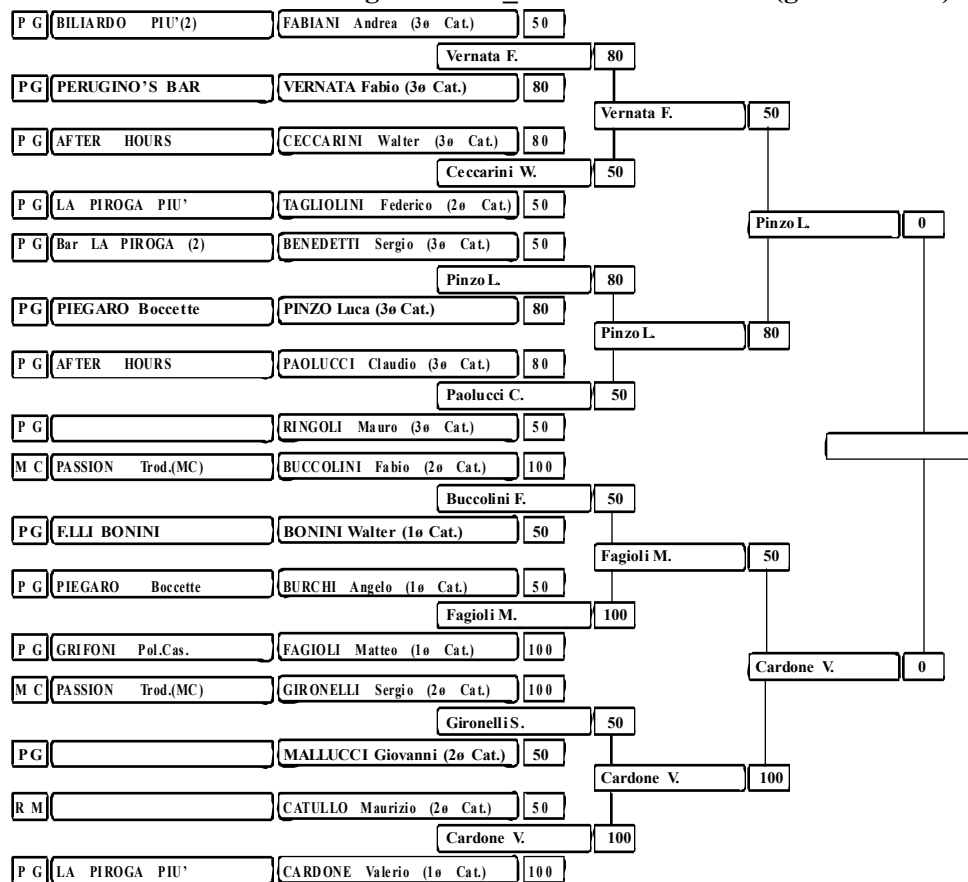 P G BILIARDO PIU'(2) FABIANI Andrea (3ø Cat.) 50
Vernata F. 80
PG PERUGINO'S BAR VERNATA Fabio (3ø Cat.) 80
Vernata F. 50
P G AFTER HOURS CECCARINI Walter (3ø Cat.) 80
Ceccarini W. 50
P G LA PIROGA PIU' TAGLIOLINI Federico (2ø Cat.) 50
Pinzo L. 0
P G Bar LA PIROGA (2) BENEDETTI Sergio (3ø Cat.) 50
Pinzo L. 80
PG PIEGARO Boccette PINZO Luca (3ø Cat.) 80
Pinzo L. 80
P G AFTER HOURS PAOLUCCI Claudio (3ø Cat.) 80
Paolucci C. 50
P G RINGOLI Mauro (3ø Cat.) 50
M C PASSION Trod.(MC) BUCCOLINI Fabio (2ø Cat.) 100
Buccolini F. 50
PG F.LLI BONINI BONINI Walter (1ø Cat.) 50
Fagioli M. 50
P G PIEGARO Boccette BURCHI Angelo (1ø Cat.) 50
Fagioli M. 100
P G GRIFONI Pol.Cas. FAGIOLI Matteo (1ø Cat.) 100
Cardone V. 0
M C PASSION Trod.(MC) GIRONELLI Sergio (2ø Cat.) 100
Gironelli S. 50
PG MALLUCCI Giovanni (2ø Cat.) 50
Cardone V. 100
R M CATULLO Maurizio (2ø Cat.) 50
Cardone V. 100
P G LA PIROGA PIU' CARDONE Valerio (1ø Cat.) 100